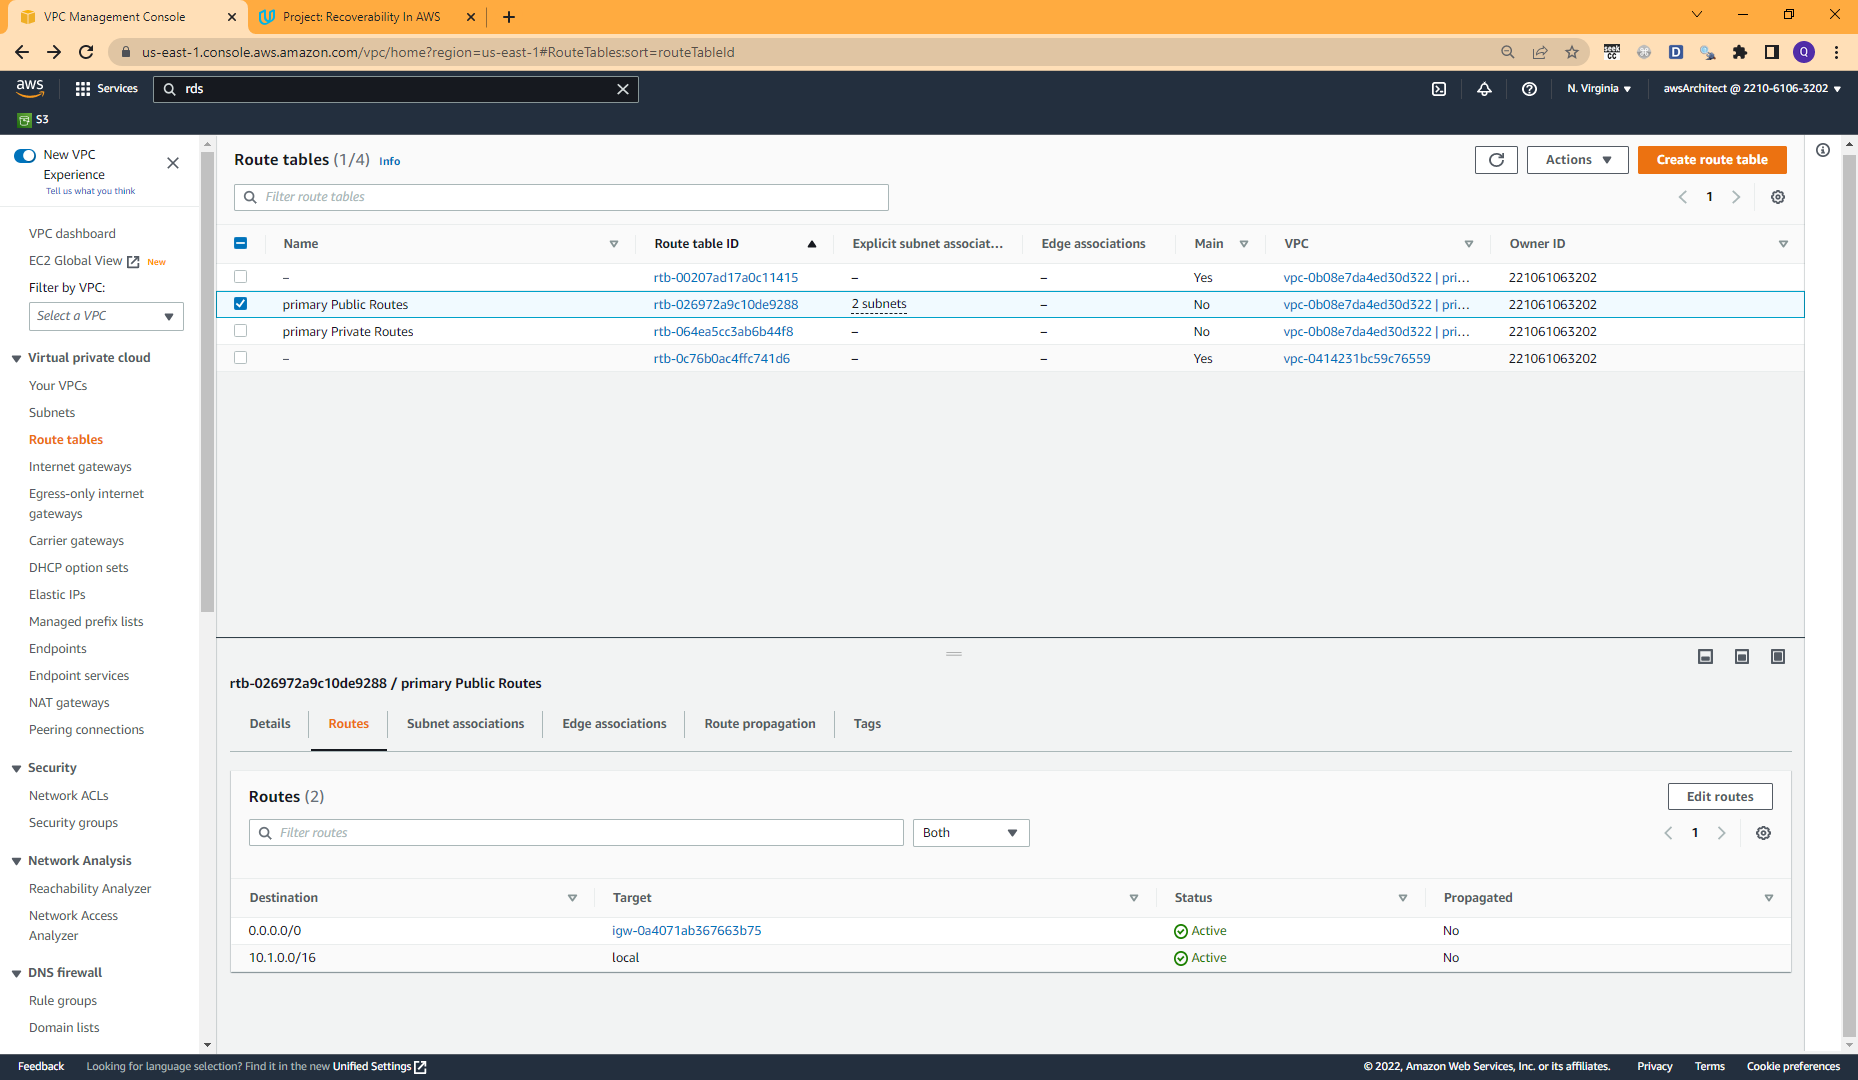 VPC Management Console
Project: Recoverability In AWS
us-east-1.console.aws.amazon.com/vpc/home?region=us-east-1#RouteTables:sort=routeTableId
seek CC
D
Q
aws
Services
rds
N. Virginia
awsArchitect @ 2210-6106-3202
S3
New VPC Experience
Tell us what you think
VPC dashboard
EC2 Global View New
Filter by VPC:
Select a VPC
Virtual private cloud
Your VPCs
Subnets
Route tables
Internet gateways
Egress-only internet
gateways
Carrier gateways
DHCP option sets
Elastic IPs
Managed prefix lists
Endpoints
Endpoint services
NAT gateways
Peering connections
Security
Network ACLs
Security groups
Network Analysis
Reachability Analyzer
Network Access
Analyzer
DNS firewall
Rule groups
Domain lists
Route tables (1/4) Info
Actions
Create route table
Filter route tables
1
Name Route table ID Explicit subnet associat... Edge associations Main VPC Owner ID
– rtb-00207ad17a0c11415 – – Yes vpc-0b08e7da4ed30d322 | pri... 221061063202
primary Public Routes rtb-026972a9c10de9288 2 subnets – No vpc-0b08e7da4ed30d322 | pri... 221061063202
primary Private Routes rtb-064ea5cc3ab6b44f8 – – No vpc-0b08e7da4ed30d322 | pri... 221061063202
– rtb-0c76b0ac4ffc741d6 – – Yes vpc-0414231bc59c76559 221061063202
rtb-026972a9c10de9288 / primary Public Routes
Details Routes Subnet associations Edge associations Route propagation Tags
Routes (2)
Edit routes
Filter routes
Both
1
Destination Target Status Propagated
0.0.0.0/0 igw-0a4071ab367663b75 Active No
10.1.0.0/16 local Active No
Feedback Looking for language selection? Find it in the new Unified Settings
© 2022, Amazon Web Services, Inc. or its affiliates. Privacy Terms Cookie preferences